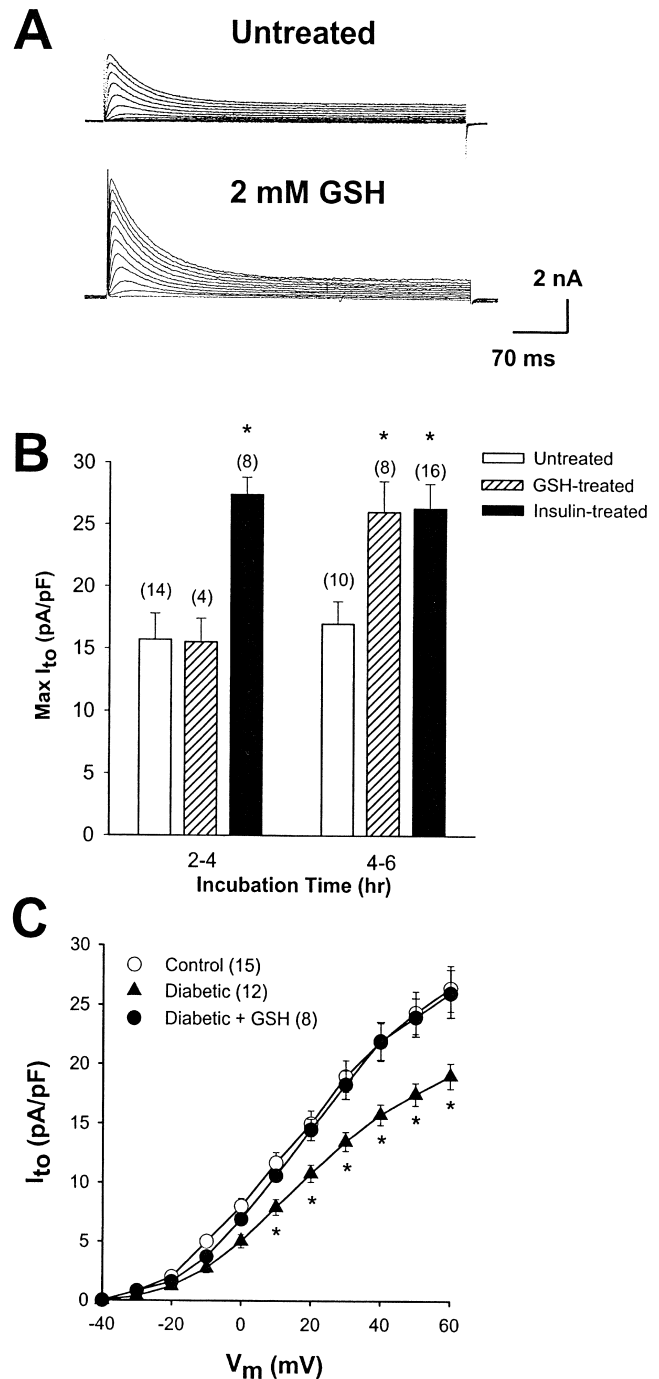 A
Untreated
2 mM GSH
2 nA
70 ms
B
*
*
*
(14)
(4)
(8)
(10)
(8)
(16)
Untreated
GSH-treated
Insulin-treated
Max Ito (pA/pF)
30
25
20
15
10
5
0
2-4
4-6
Incubation Time (hr)
C
Control (15)
Diabetic (12)
Diabetic + GSH (8)
Ito (pA/pF)
30
25
20
15
10
5
0
*
*
*
*
*
*
-40
-20
0
20
40
60
Vm (mV)